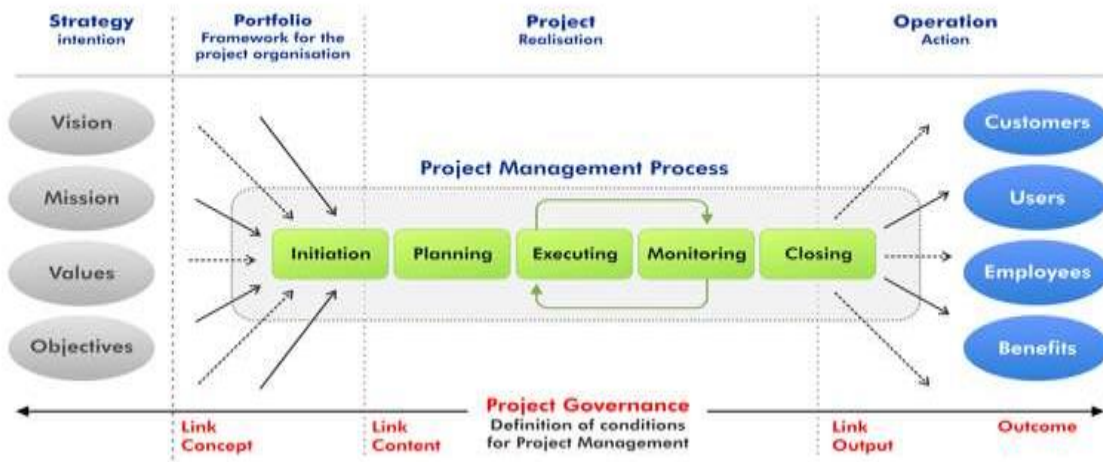 Strategy
intention
Portfolio
Framework for the
project organisation
Project
Realisation
Operation
Action
Vision
Mission
Values
Objectives
Project Management Process
Initiation
Planning
Executing
Monitoring
Closing
Customers
Users
Employees
Benefits
Project Governance
Definition of conditions
for Project Management
Link
Concept
Link
Content
Link
Output
Outcome